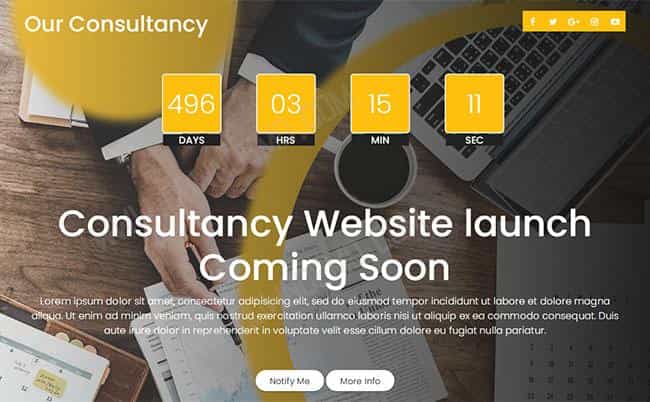 Our Consultancy
496 03 15 11
DAYS HRS MIN SEC
Consultancy Website launch
Coming Soon
Lorem ipsum dolor sit amet, consectetur adipisicing elit, sed do eiusmod tempor incididunt ut labore et dolore magna
aliqua. Ut enim ad minim veniam, quis nostrud exercitation ullamco laboris nisi ut aliquip ex ea commodo consequat. Duis
aute irure dolor in reprehenderit in voluptate velit esse cillum dolore eu fugiat nulla pariatur.
Notify Me More Info